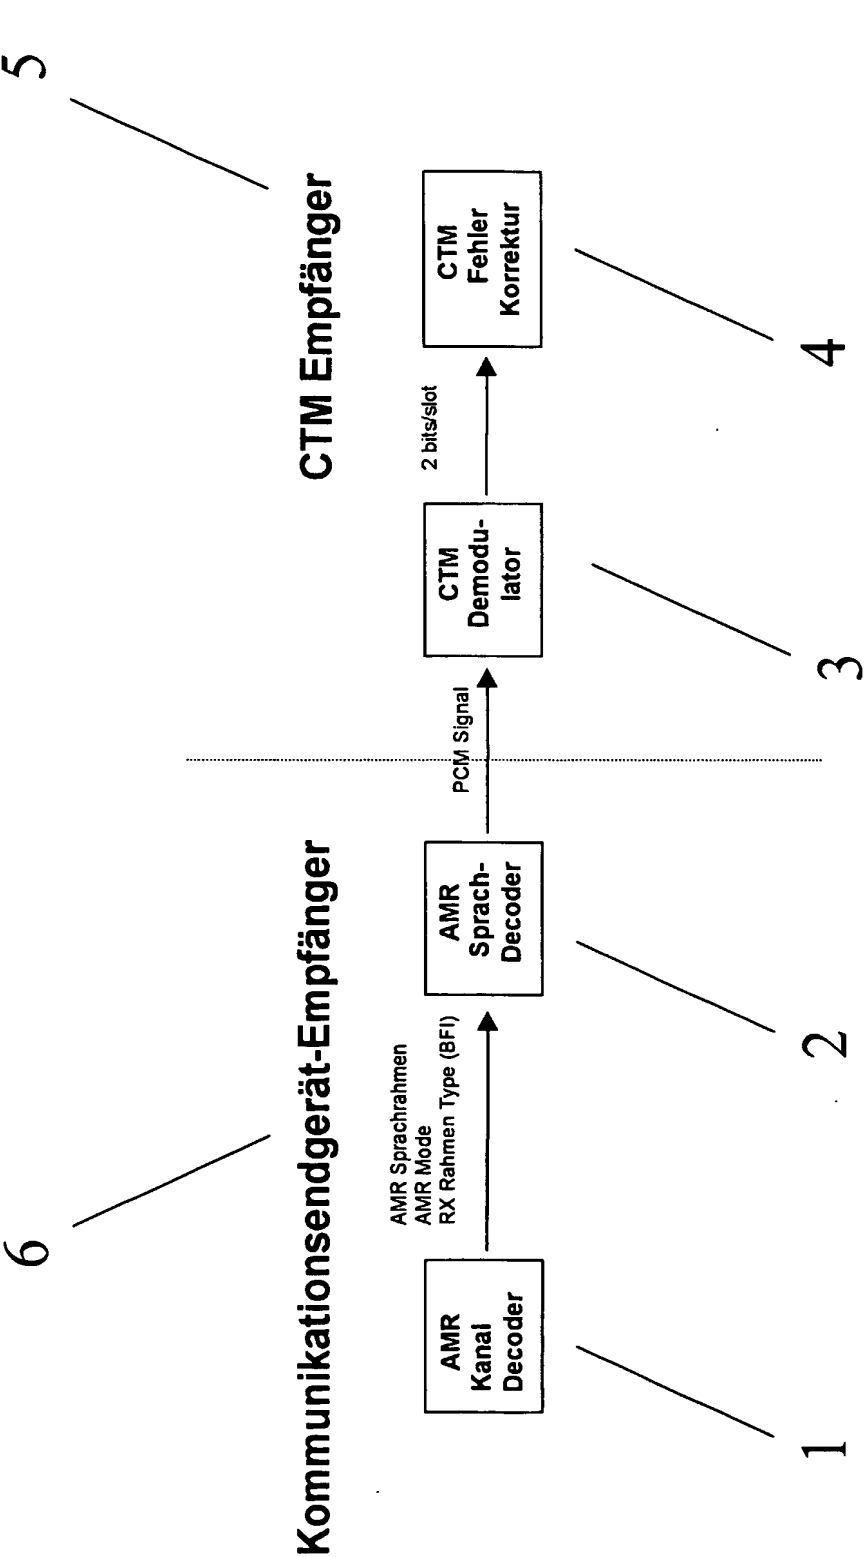 6
5
Kommunikationsendgerät-Empfänger
CTM Empfänger
AMR Sprachrahmen
AMR Mode
RX Rahmen Type (BFI)
PCM Signal
2 bits/slot
AMR
Kanal
Decoder
AMR
Sprach-
Decoder
CTM
Demodu-
lator
CTM
Fehler
Korrektur
1
2
3
4